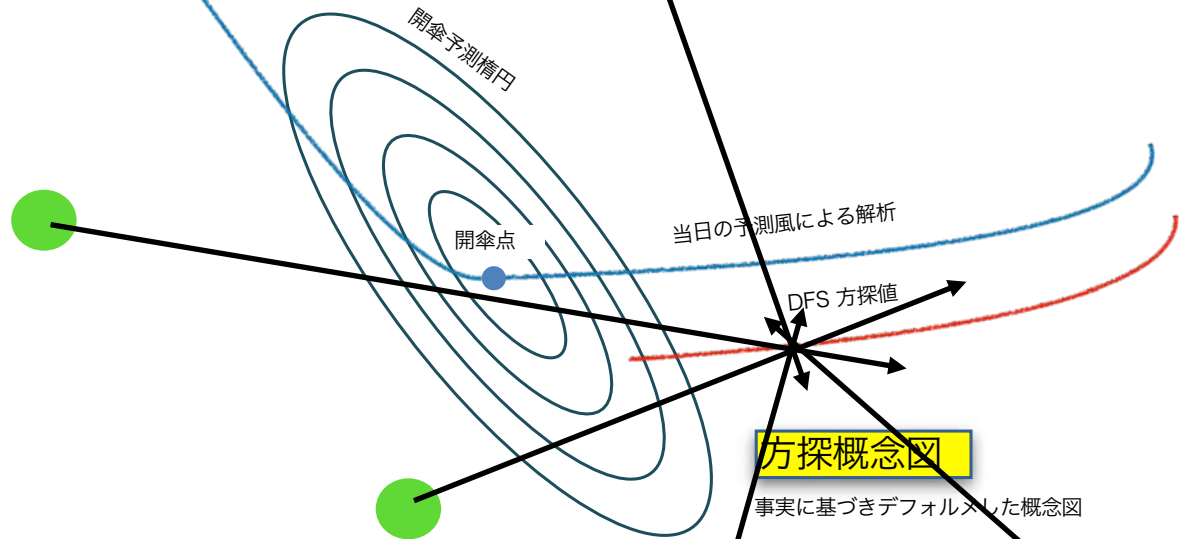 開傘予測楕円
当日の予測風による解析
開傘点
DFS 方探値
方探概念図
事実に基づきデフォルメした概念図